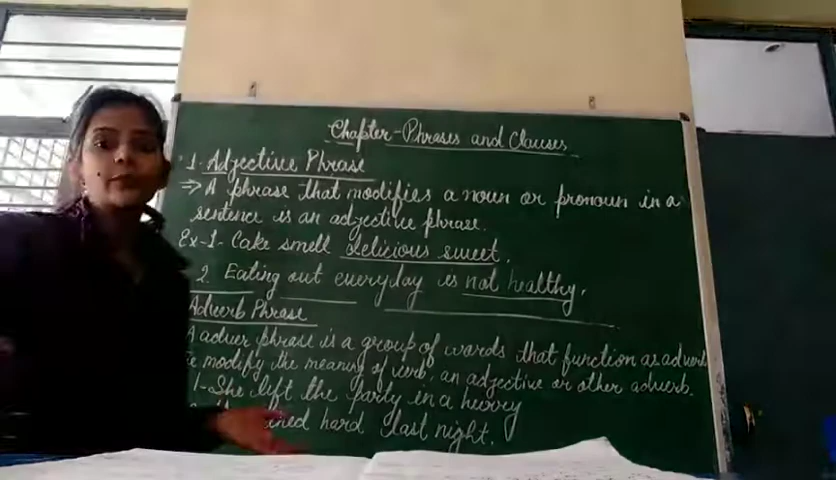 Chapter-Phrases and Clauses
1. Adjective Phrase
⇒ A phrase that modifies a noun or pronoun in a
sentence is an adjective phrase.
Ex-1. Cake smell delicious sweet.
2. Eating out everyday is not healthy.
Adverb Phrase
A adver phrase is a group of words that function as adverb
modify the meaning of verb, an adjective or other adverb.
1-She left the party in a hurry
hard last night.